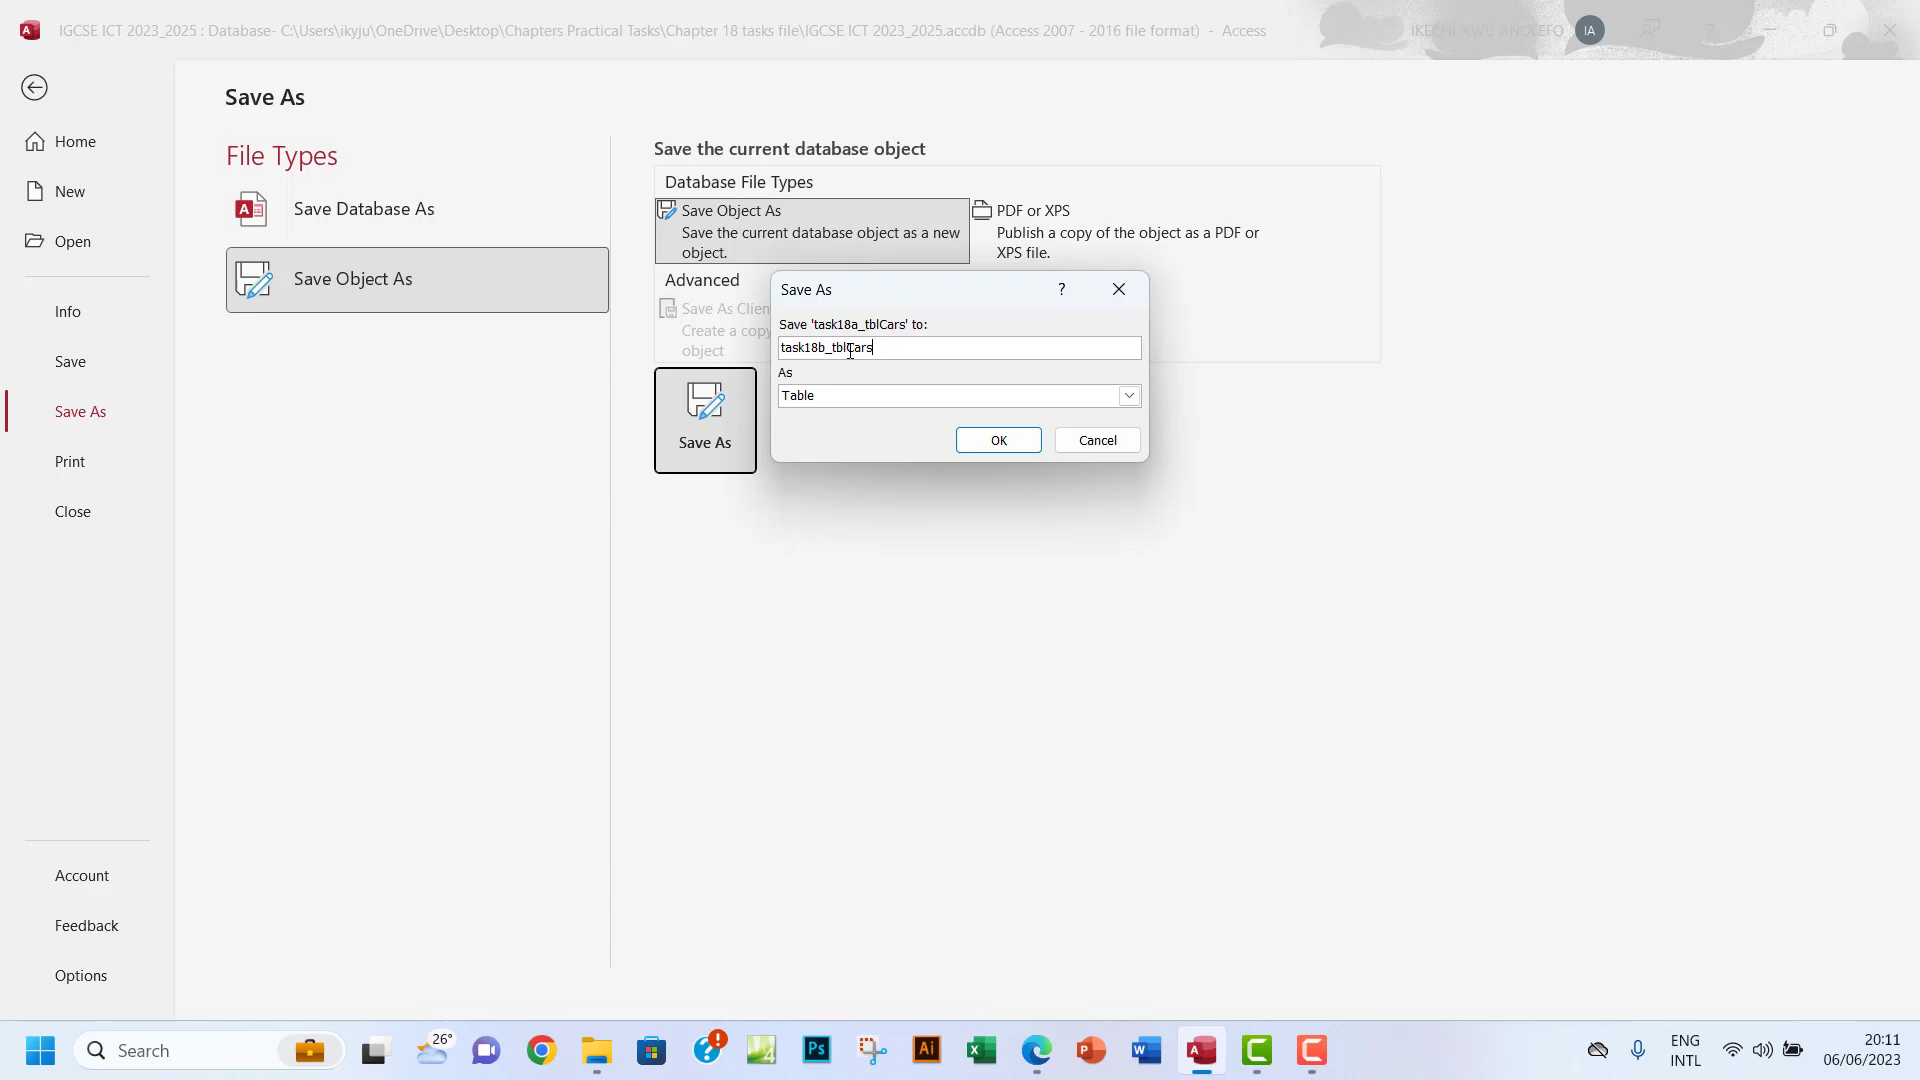 IGCSE ICT 2023_2025 : Database- C:\Users\ikyju\OneDrive\Desktop\Chapters Practical Tasks\Chapter 18 tasks file\IGCSE ICT 2023_2025.accdb (Access 2007 - 2016 file format) - Access
IKECHUKWU ANOLEFO
IA
Home
New
Open
Info
Save
Save As
Print
Close
Account
Feedback
Options
Save As
File Types
Save Database As
Save Object As
Save the current database object
Database File Types
Save Object As
Save the current database object as a new
object.
PDF or XPS
Publish a copy of the object as a PDF or
XPS file.
Advanced
Save As Clien
Create a copy
object
Save As
Save As
?
Save 'task18a_tblCars' to:
task18b_tblCars
As
Table
OK
Cancel
Search
26°
Ps
Ai
ENG
INTL
20:11
06/06/2023